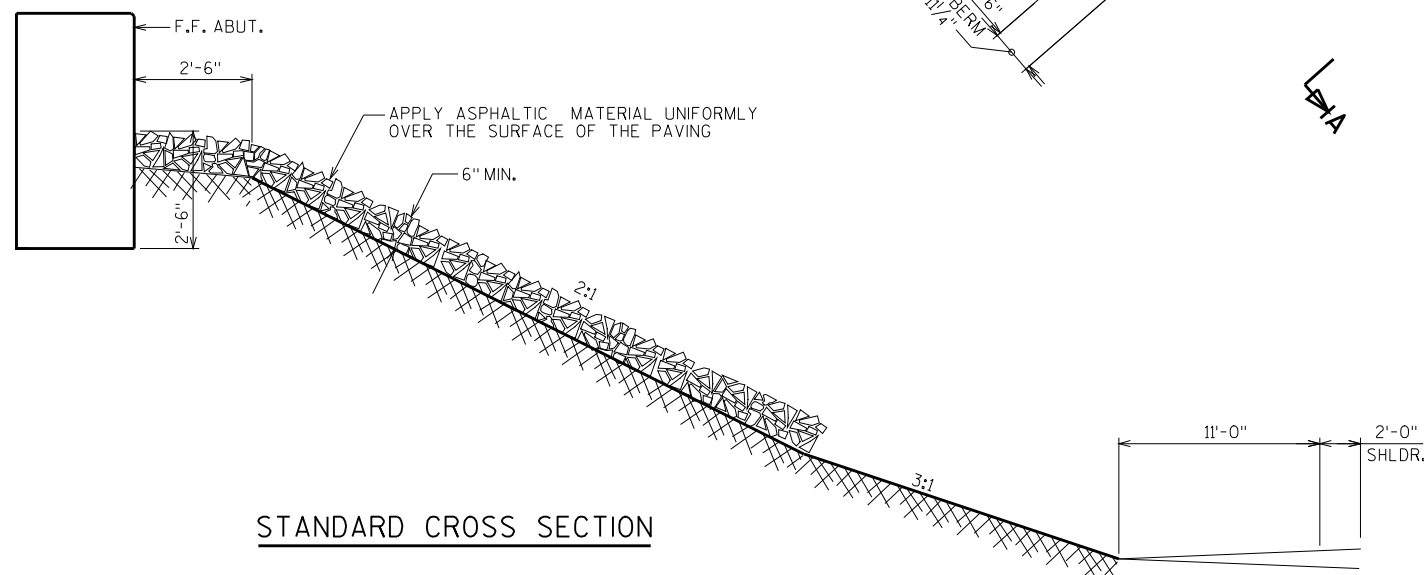 F.F. ABUT.
2'-6"
APPLY ASPHALTIC MATERIAL UNIFORMLY
OVER THE SURFACE OF THE PAVING
6" MIN.
2'-6"
2:1
3:1
6"
BERM
11 1/4"
A
11'-0"
2'-0"
SHLDR.
STANDARD CROSS SECTION